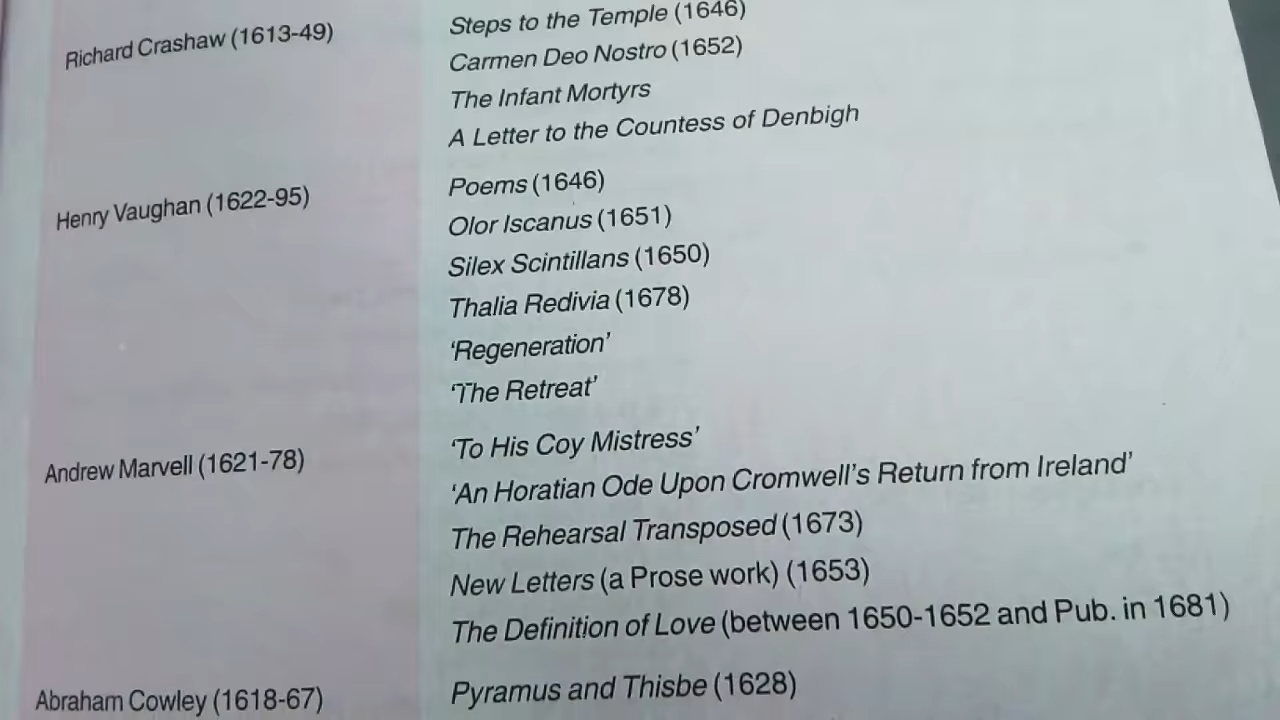 Richard Crashaw (1613-49)
Steps to the Temple (1646)
Carmen Deo Nostro (1652)
The Infant Mortyrs
A Letter to the Countess of Denbigh
Henry Vaughan (1622-95)
Poems (1646)
Olor Iscanus (1651)
Silex Scintillans (1650)
Thalia Redivia (1678)
‘Regeneration’
‘The Retreat’
Andrew Marvell (1621-78)
‘To His Coy Mistress’
‘An Horatian Ode Upon Cromwell’s Return from Ireland’
The Rehearsal Transposed (1673)
New Letters (a Prose work) (1653)
The Definition of Love (between 1650-1652 and Pub. in 1681)
Abraham Cowley (1618-67)
Pyramus and Thisbe (1628)